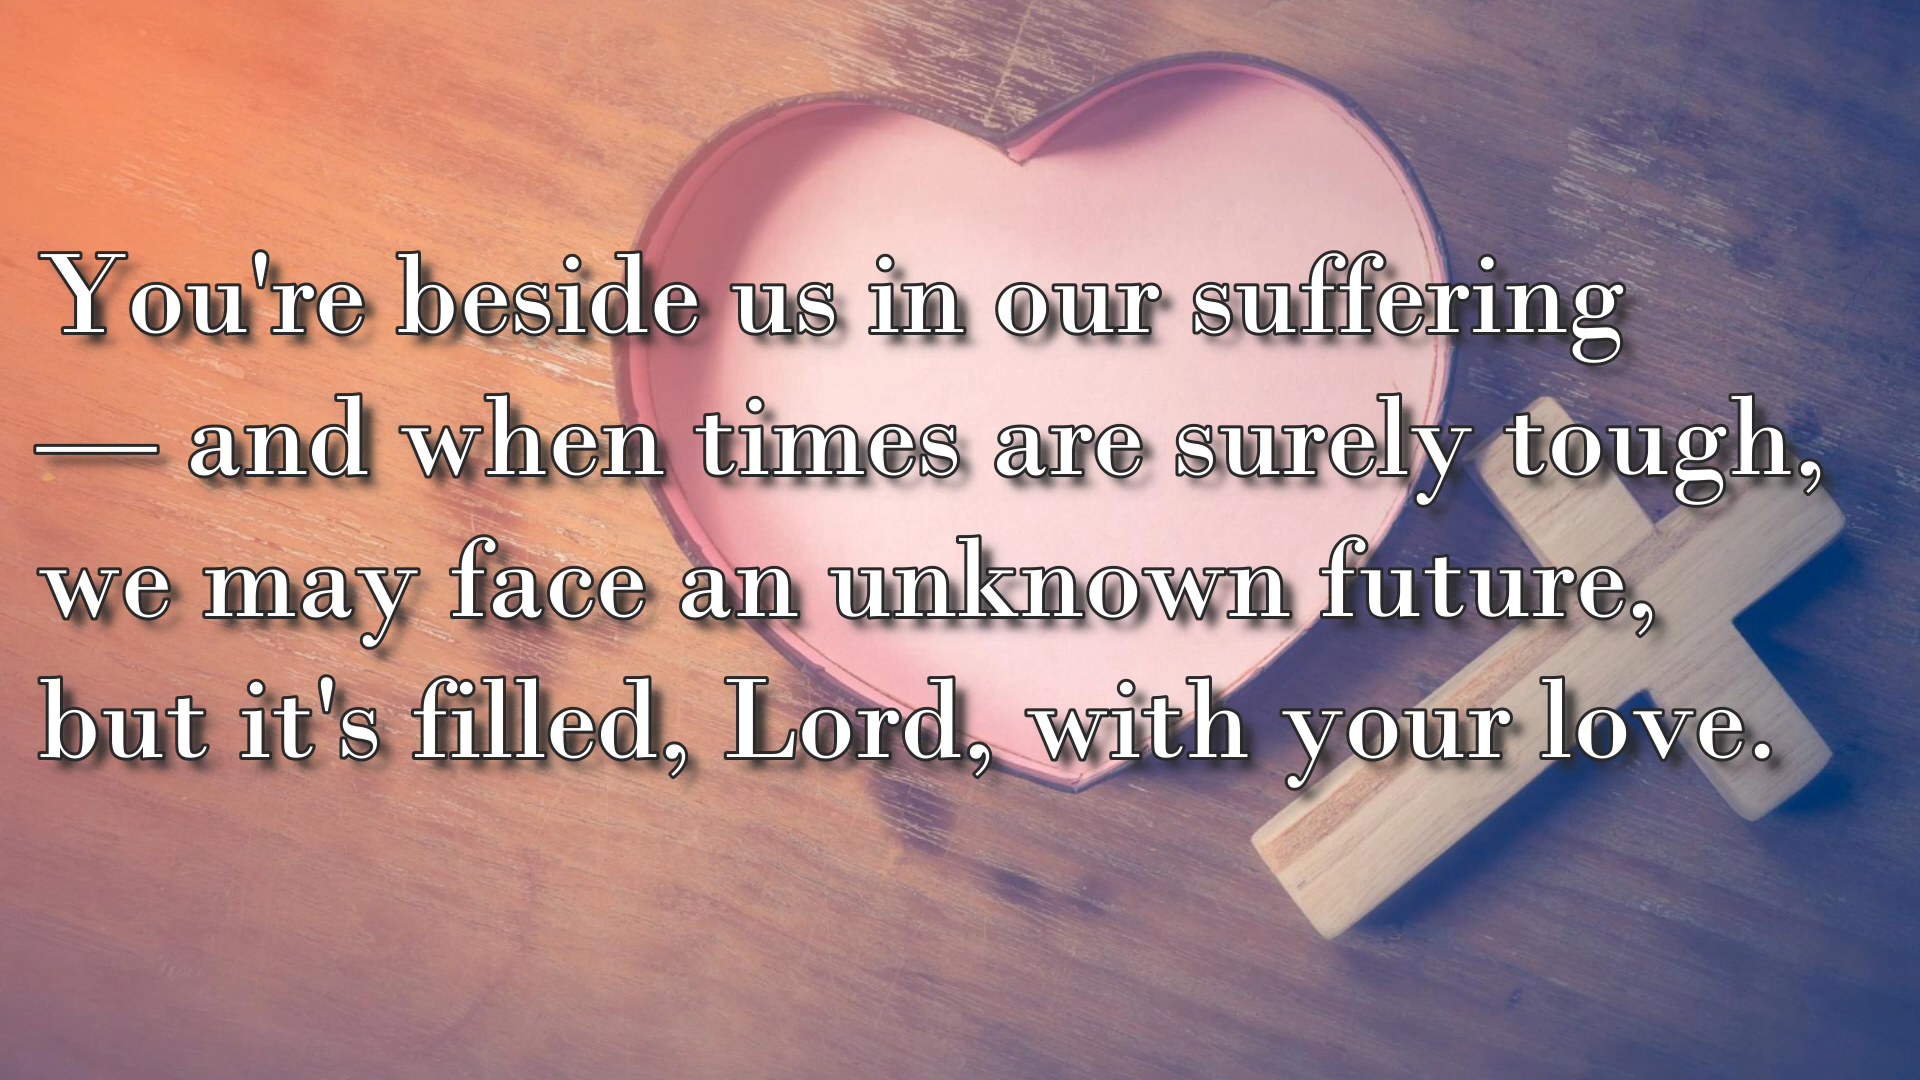 You're beside us in our suffering
— and when times are surely tough,
we may face an unknown future,
but it's filled, Lord, with your love.